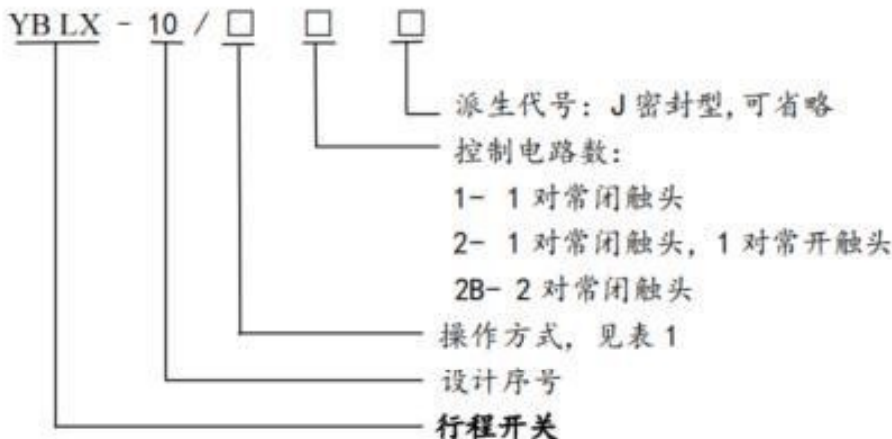 YB LX - 10 / □ □ □
派生代号: J 密封型, 可省略
控制电路数:
1- 1 对常闭触头
2- 1 对常闭触头, 1 对常开触头
2B- 2 对常闭触头
操作方式, 见表 1
设计序号
行程开关